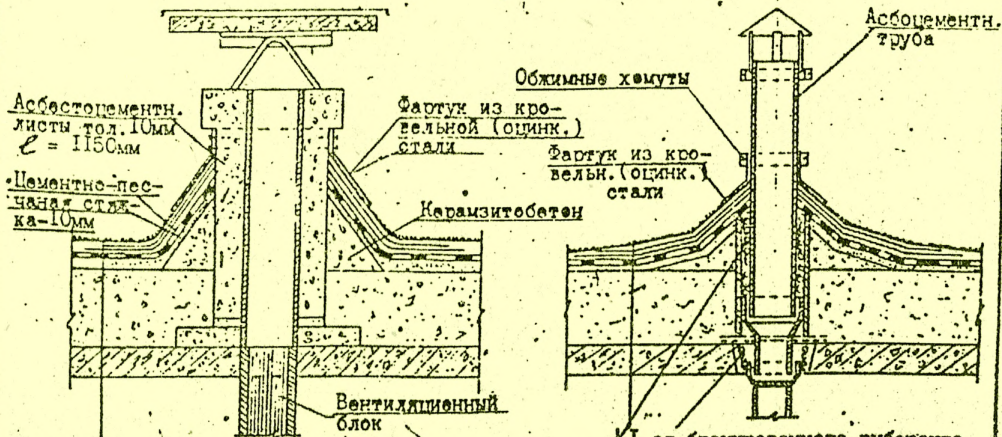 Асбестоцементн.
листы тол. 10мм
ℓ = 1150мм
Цементно-пес-
чаная стяж-
ка-10мм
Фартук из кро-
вельной (оцинк.)
стали
Керамзитобетон
Вентиляционный
блок
Асбоцементн.
труба
Обжимные хомуты
Фартук из кро-
вельн.(оцинк.)
стали